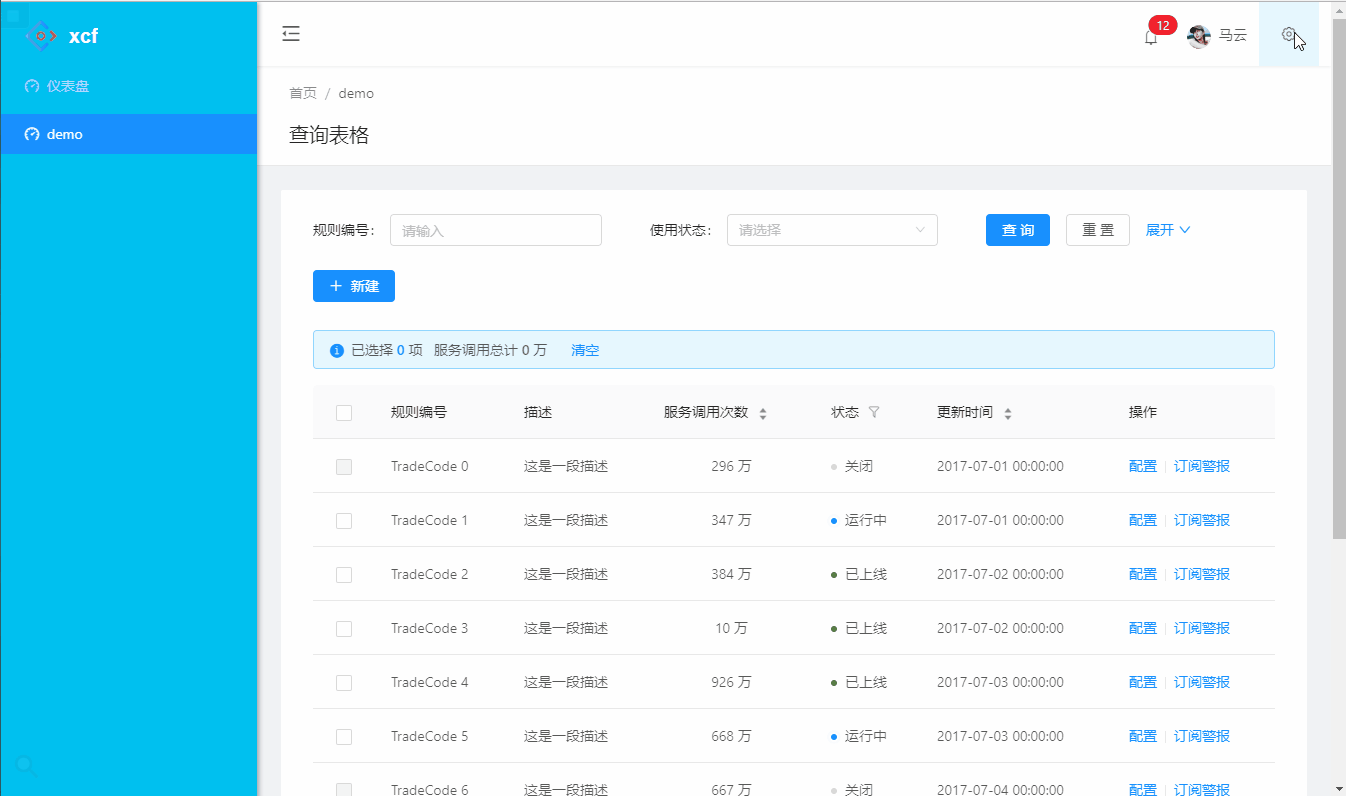 xcf
仪表盘
demo
12
马云
首页 / demo
查询表格
规则编号： 请输入 使用状态： 请选择 查 询 重 置 展开
新建
已选择 0 项 服务调用总计 0 万 清空
规则编号 描述 服务调用次数 状态 更新时间 操作
TradeCode 0 这是一段描述 296 万 关闭 2017-07-01 00:00:00 配置 订阅警报
TradeCode 1 这是一段描述 347 万 运行中 2017-07-01 00:00:00 配置 订阅警报
TradeCode 2 这是一段描述 384 万 已上线 2017-07-02 00:00:00 配置 订阅警报
TradeCode 3 这是一段描述 10 万 已上线 2017-07-02 00:00:00 配置 订阅警报
TradeCode 4 这是一段描述 926 万 已上线 2017-07-03 00:00:00 配置 订阅警报
TradeCode 5 这是一段描述 668 万 运行中 2017-07-03 00:00:00 配置 订阅警报
TradeCode 6 这是一段描述 667 万 关闭 2017-07-04 00:00:00 配置 订阅警报